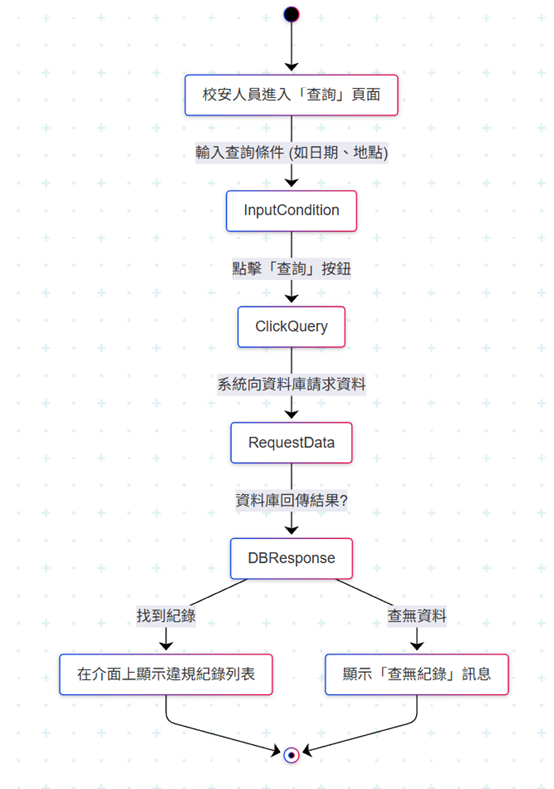 校安人員進入「查詢」頁面
輸入查詢條件 (如日期、地點)
InputCondition
點擊「查詢」按鈕
ClickQuery
系統向資料庫請求資料
RequestData
資料庫回傳結果?
DBResponse
找到紀錄
查無資料
在介面上顯示違規紀錄列表
顯示「查無紀錄」訊息